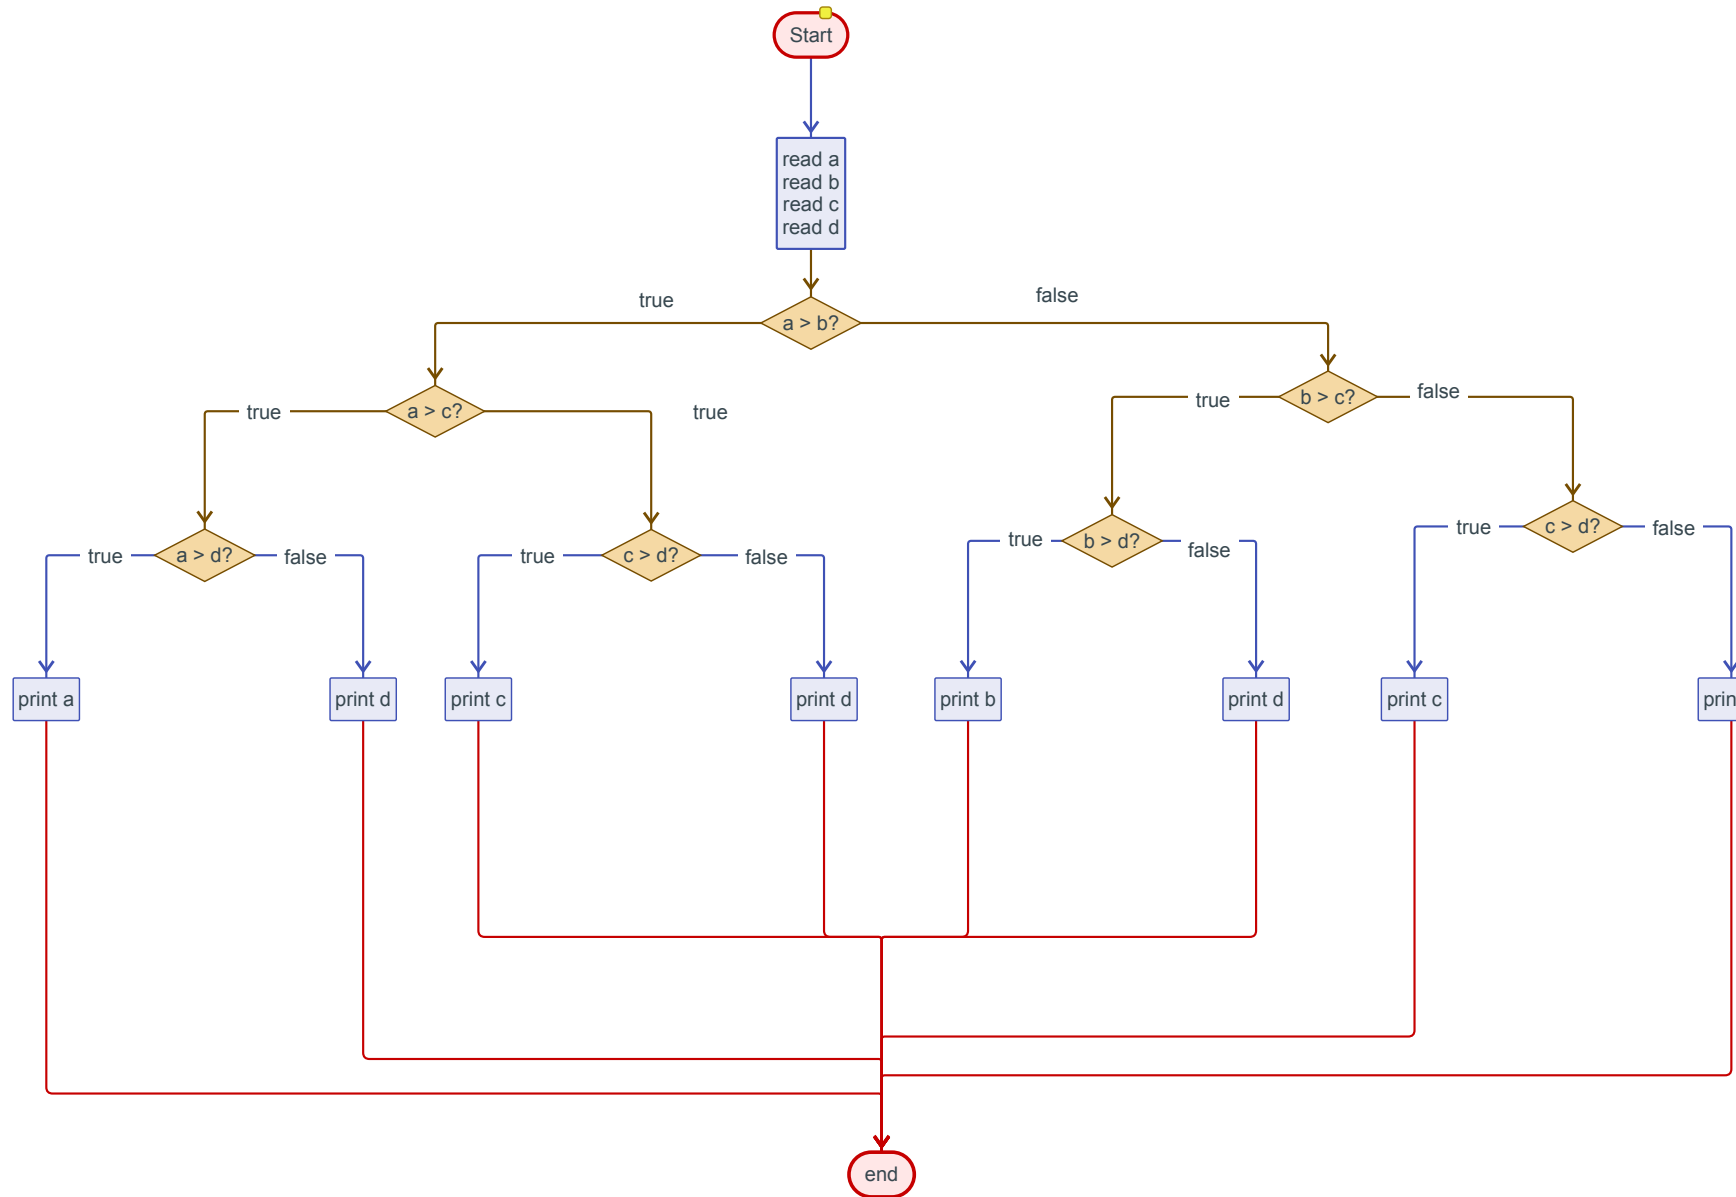 Start
read a
read b
read c
read d
true
false
a > b?
true
a > c?
true
true
b > c?
false
true
a > d?
false
true
c > d?
false
true
b > d?
false
true
c > d?
false
print a
print d
print c
print d
print b
print d
print c
prin
end